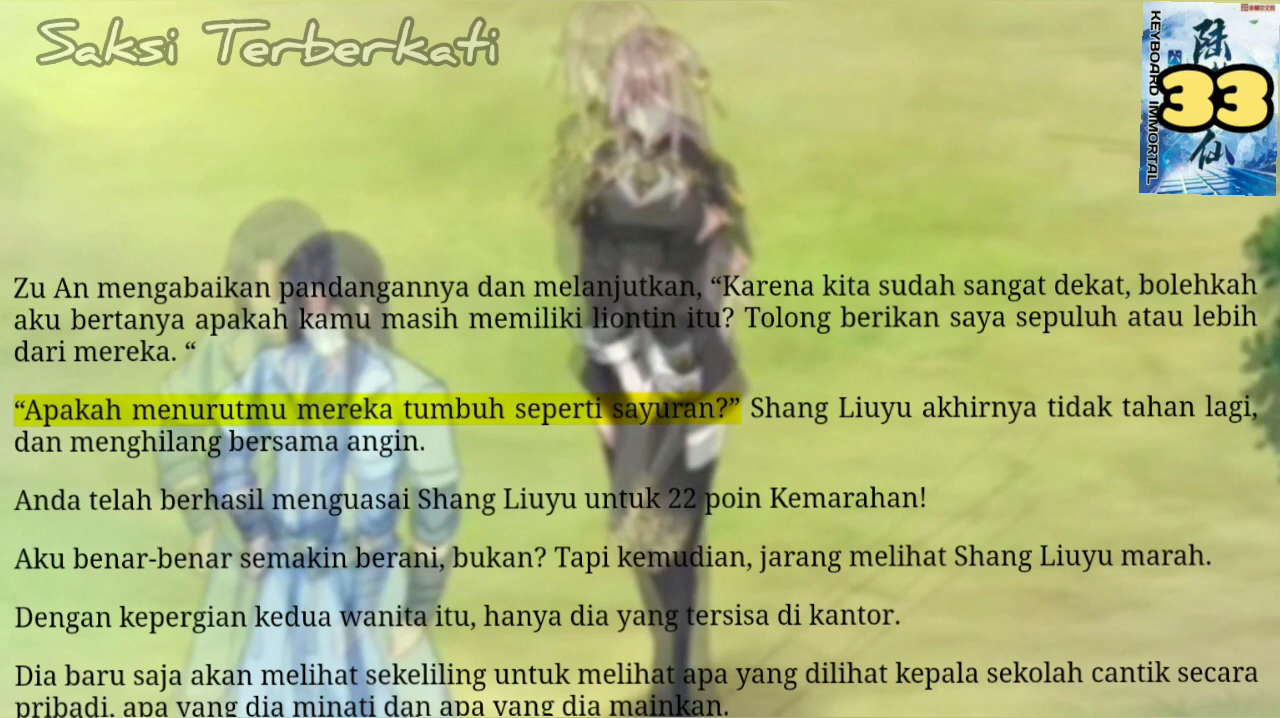 Saksi Terberkati
KEYBOARD IMMORTAL
33
仙
Zu An mengabaikan pandangannya dan melanjutkan, “Karena kita sudah sangat dekat, bolehkah
aku bertanya apakah kamu masih memiliki liontin itu? Tolong berikan saya sepuluh atau lebih
dari mereka. “
“Apakah menurutmu mereka tumbuh seperti sayuran?” Shang Liuyu akhirnya tidak tahan lagi,
dan menghilang bersama angin.
Anda telah berhasil menguasai Shang Liuyu untuk 22 poin Kemarahan!
Aku benar-benar semakin berani, bukan? Tapi kemudian, jarang melihat Shang Liuyu marah.
Dengan kepergian kedua wanita itu, hanya dia yang tersisa di kantor.
Dia baru saja akan melihat sekeliling untuk melihat apa yang dilihat kepala sekolah cantik secara
pribadi, apa yang dia minati dan apa yang dia mainkan.